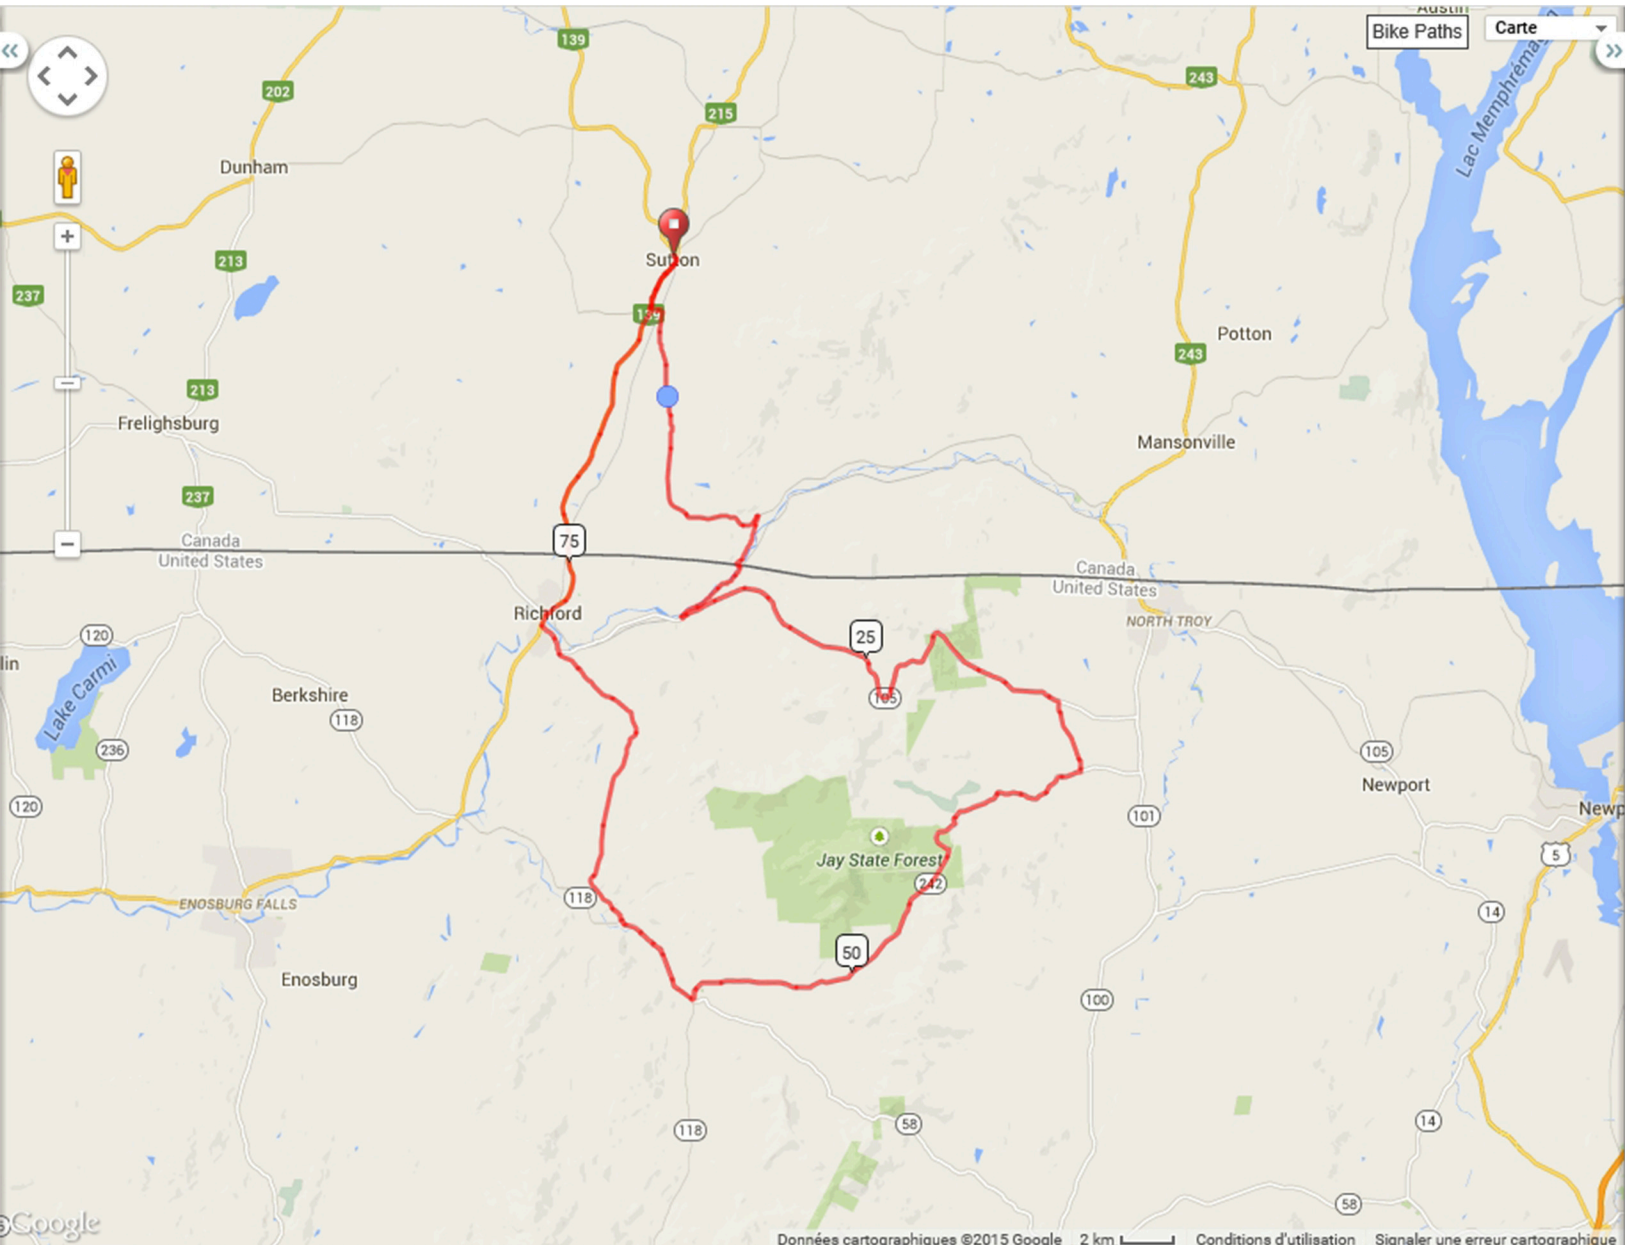 Austin
Bike Paths
Carte
139
243
202
215
Lac Memphrémag
Dunham
213
Sutton
237
139
Potton
243
213
Frelighsburg
Mansonville
237
75
Canada
United States
Canada
United States
Richford
NORTH TROY
120
25
lin
Lake Carmi
Berkshire
105
118
236
105
Newport
120
101
Newp
Jay State Forest
5
242
118
ENOSBURG FALLS
14
50
Enosburg
100
118
58
14
58
Google
Données cartographiques ©2015 Google
2 km
Conditions d'utilisation
Signaler une erreur cartographique